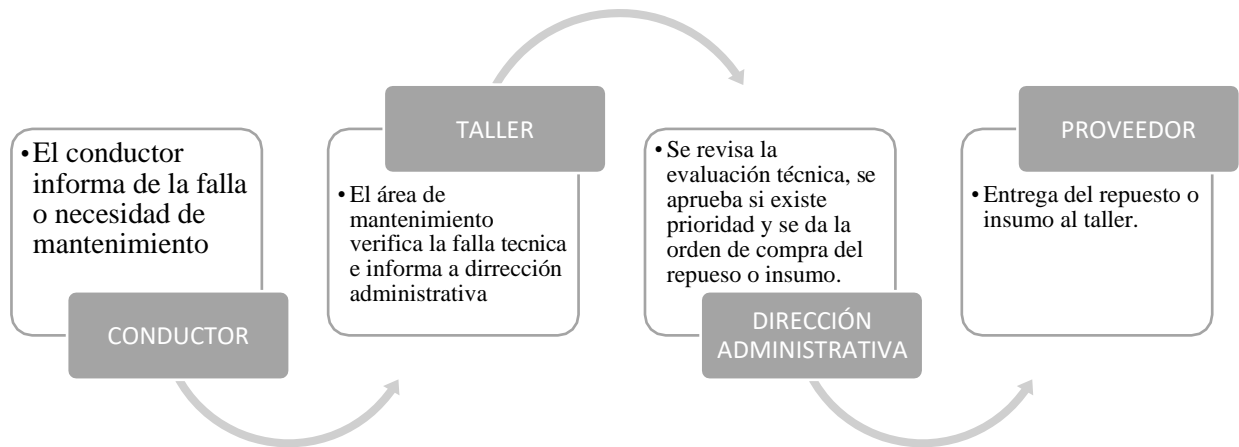 • El conductor
informa de la falla
o necesidad de
mantenimiento
CONDUCTOR
TALLER
• El área de
mantenimiento
verifica la falla tecnica
e informa a dirrección
administrativa
• Se revisa la
evaluación técnica, se
aprueba si existe
prioridad y se da la
orden de compra del
repueso o insumo.
DIRECCIÓN
ADMINISTRATIVA
PROVEEDOR
• Entrega del repuesto o
insumo al taller.